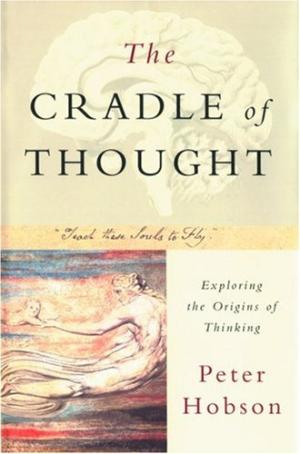 The
CRADLE of
THOUGHT
"Teach these Souls to Fly".
Exploring
the Origins of
Thinking
Peter
Hobson